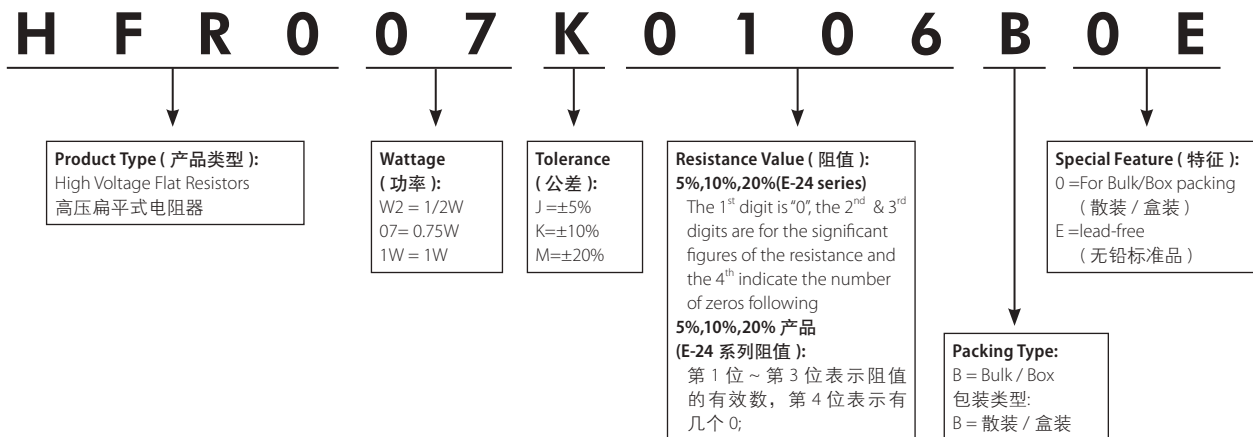 H F R 0 0 7 K 0 1 0 6 B 0 E
Product Type ( 产品类型 ):
High Voltage Flat Resistors
高压扁平式电阻器
Wattage
( 功率 ):
W2 = 1/2W
07= 0.75W
1W = 1W
Tolerance
( 公差 ):
J =±5%
K=±10%
M=±20%
Resistance Value ( 阻值 ):
5%,10%,20%(E-24 series)
The 1st digit is "0", the 2nd & 3rd
digits are for the significant
figures of the resistance and
the 4th indicate the number
of zeros following
5%,10%,20% 产品
(E-24 系列阻值 ):
第 1 位 ~ 第 3 位表示阻值
的有效数，第 4 位表示有
几个 0;
Packing Type:
B = Bulk / Box
包装类型:
B = 散装 / 盒装
Special Feature ( 特征 ):
0 =For Bulk/Box packing
( 散装 / 盒装 )
E =lead-free
( 无铅标准品 )